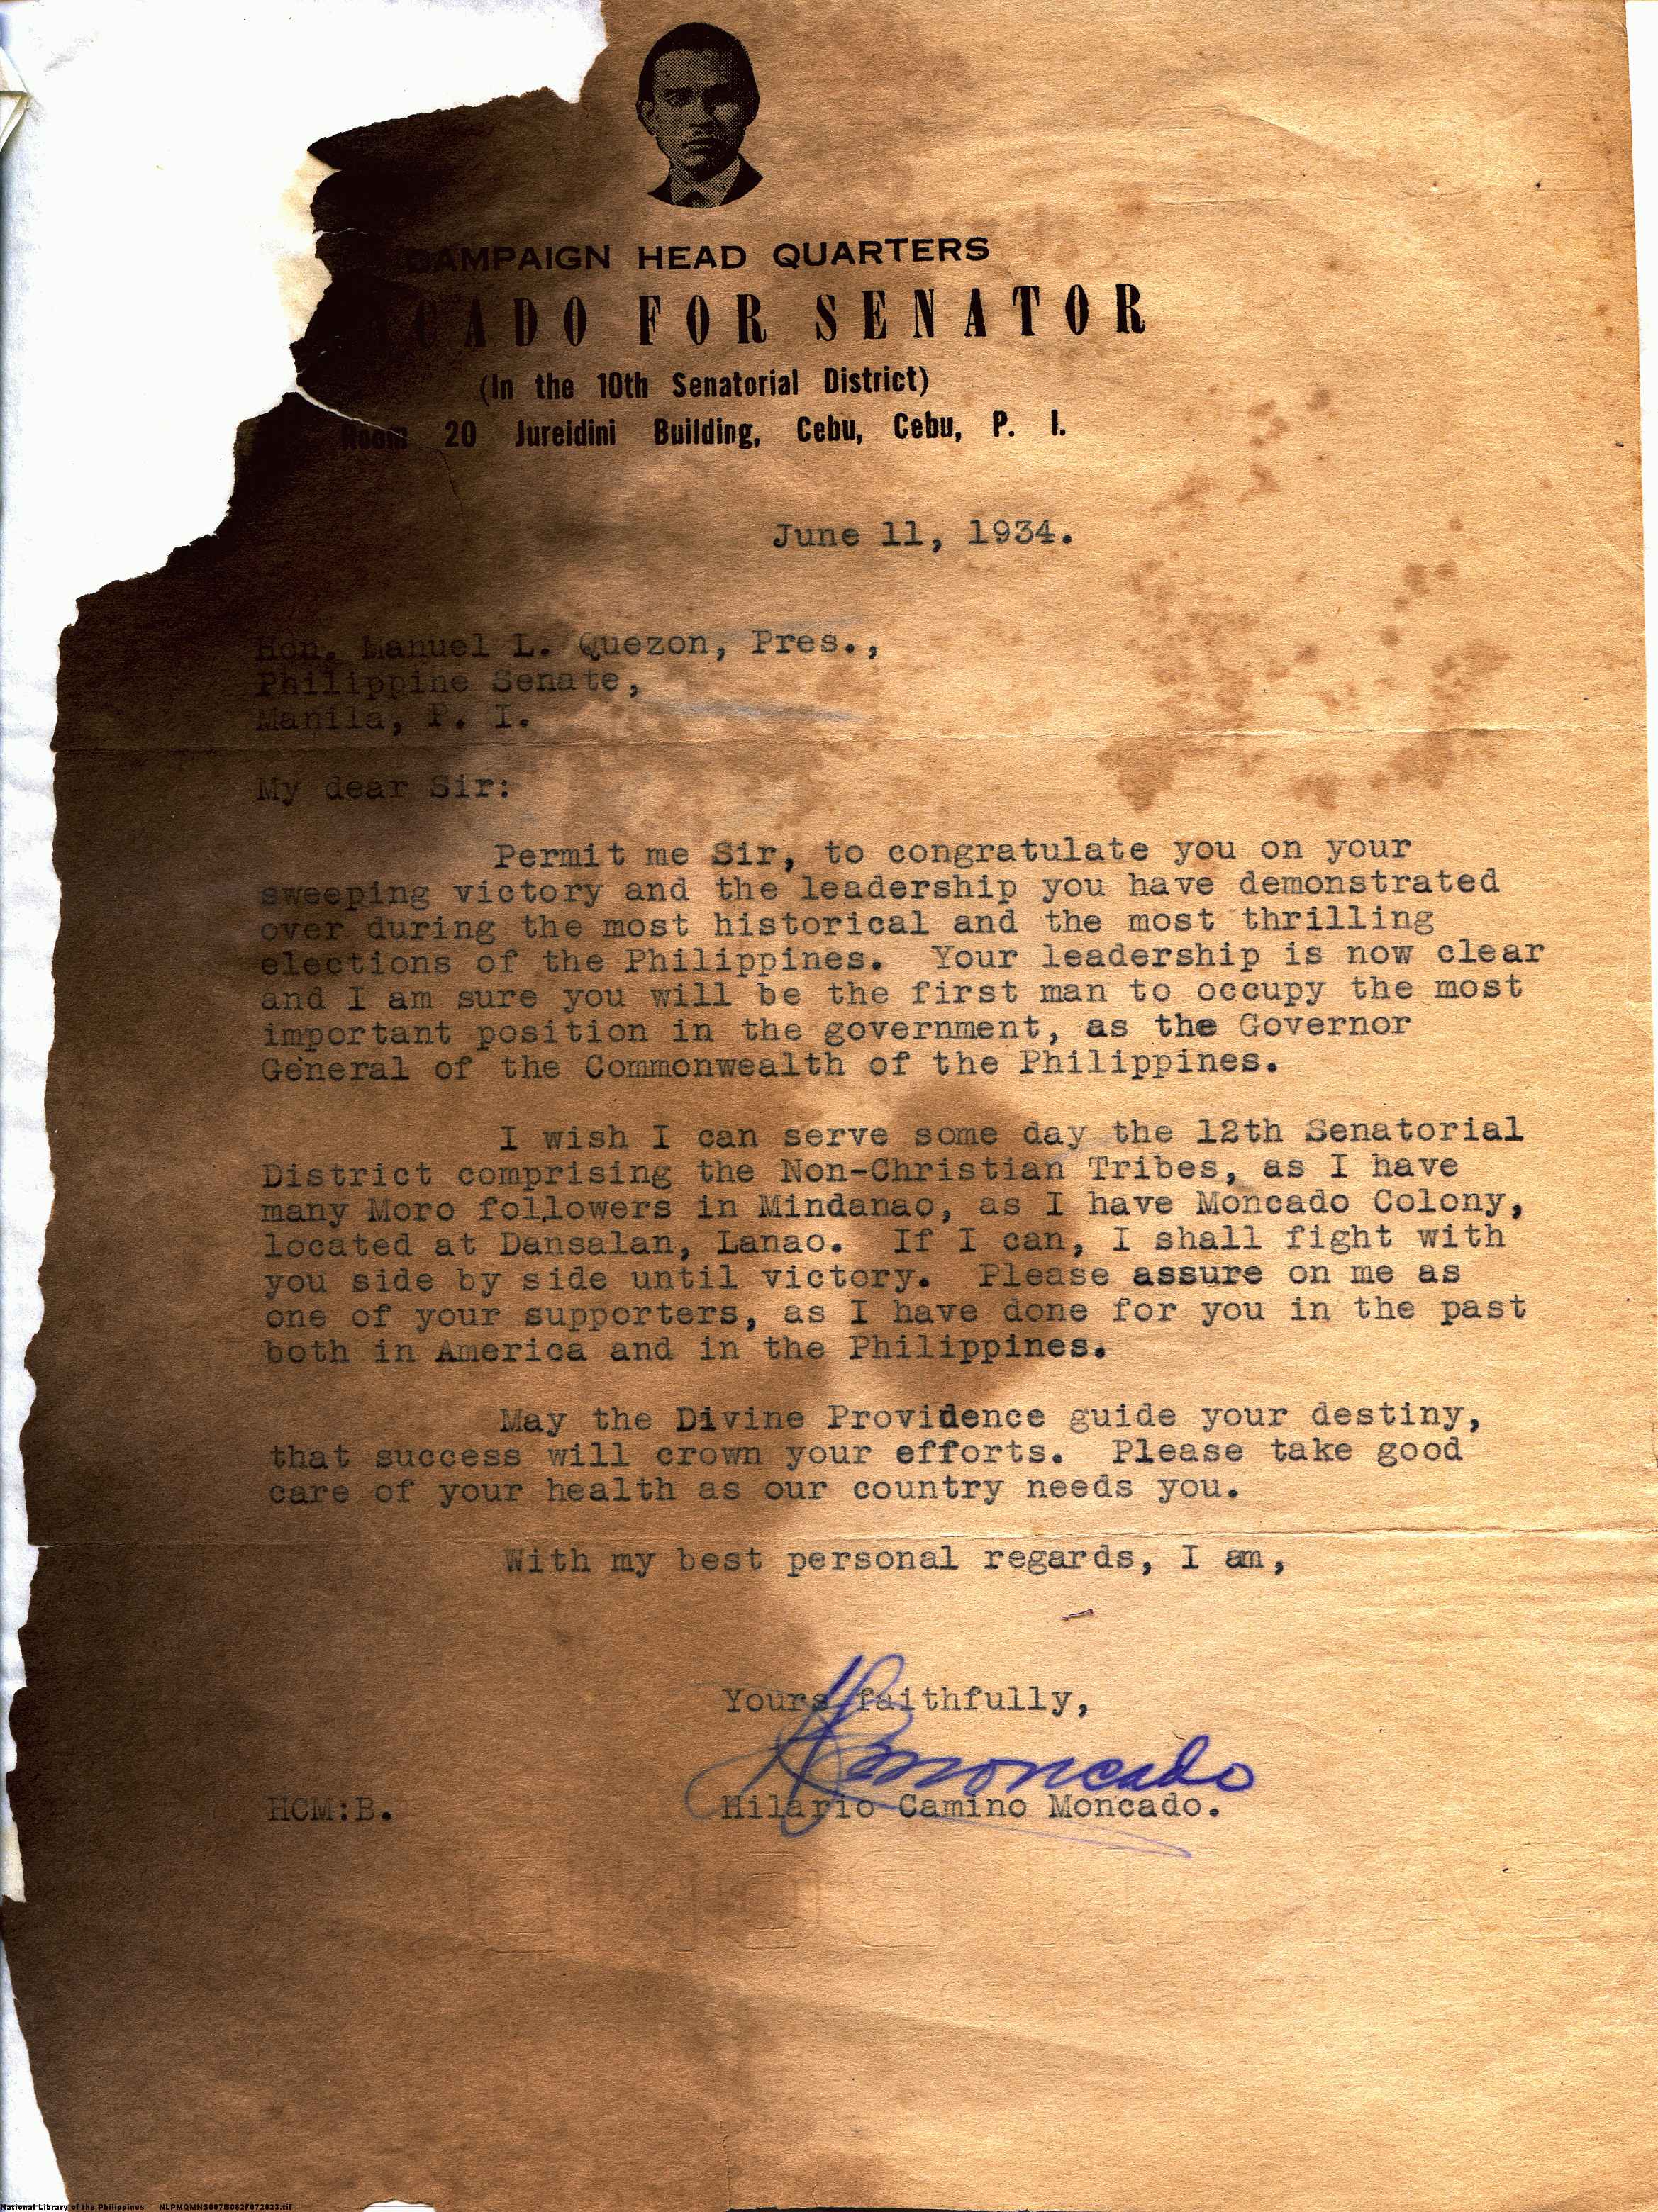 CAMPAIGN HEAD QUARTERS
CADO FOR SENATOR
(In the 10th Senatorial District)
Room 20 Jureidini Building, Cebu, Cebu, P. I.
June 11, 1934.
Hon. Manuel L. Quezon, Pres.,
Philippine Senate,
Manila, P. I.
My dear Sir:
Permit me Sir, to congratulate you on your
sweeping victory and the leadership you have demonstrated
over during the most historical and the most thrilling
elections of the Philippines. Your leadership is now clear
and I am sure you will be the first man to occupy the most
important position in the government, as the Governor
General of the Commonwealth of the Philippines.
I wish I can serve some day the 12th Senatorial
District comprising the Non-Christian Tribes, as I have
many Moro followers in Mindanao, as I have Moncado Colony,
located at Dansalan, Lanao. If I can, I shall fight with
you side by side until victory. Please assure on me as
one of your supporters, as I have done for you in the past
both in America and in the Philippines.
May the Divine Providence guide your destiny,
that success will crown your efforts. Please take good
care of your health as our country needs you.
With my best personal regards, I am,
Yours faithfully,
HCMoncado
HCM:B. Hilario Camino Moncado.
National Library of the Philippines NLPMQMNS007B062F072023.tif